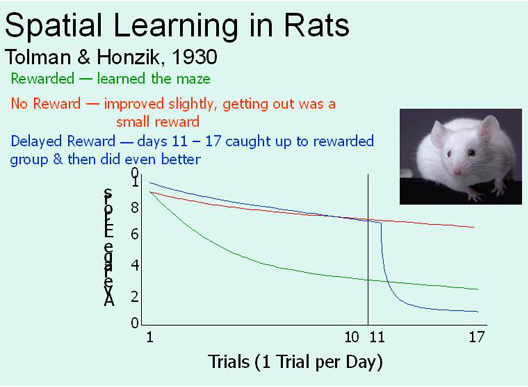 Spatial Learning in Rats
Tolman & Honzik, 1930
Rewarded — learned the maze
No Reward — improved slightly, getting out was a
small reward
Delayed Reward — days 11 – 17 caught up to rewarded
group & then did even better
Average Errors
10
8
6
4
2
0
1
10
11
17
Trials (1 Trial per Day)